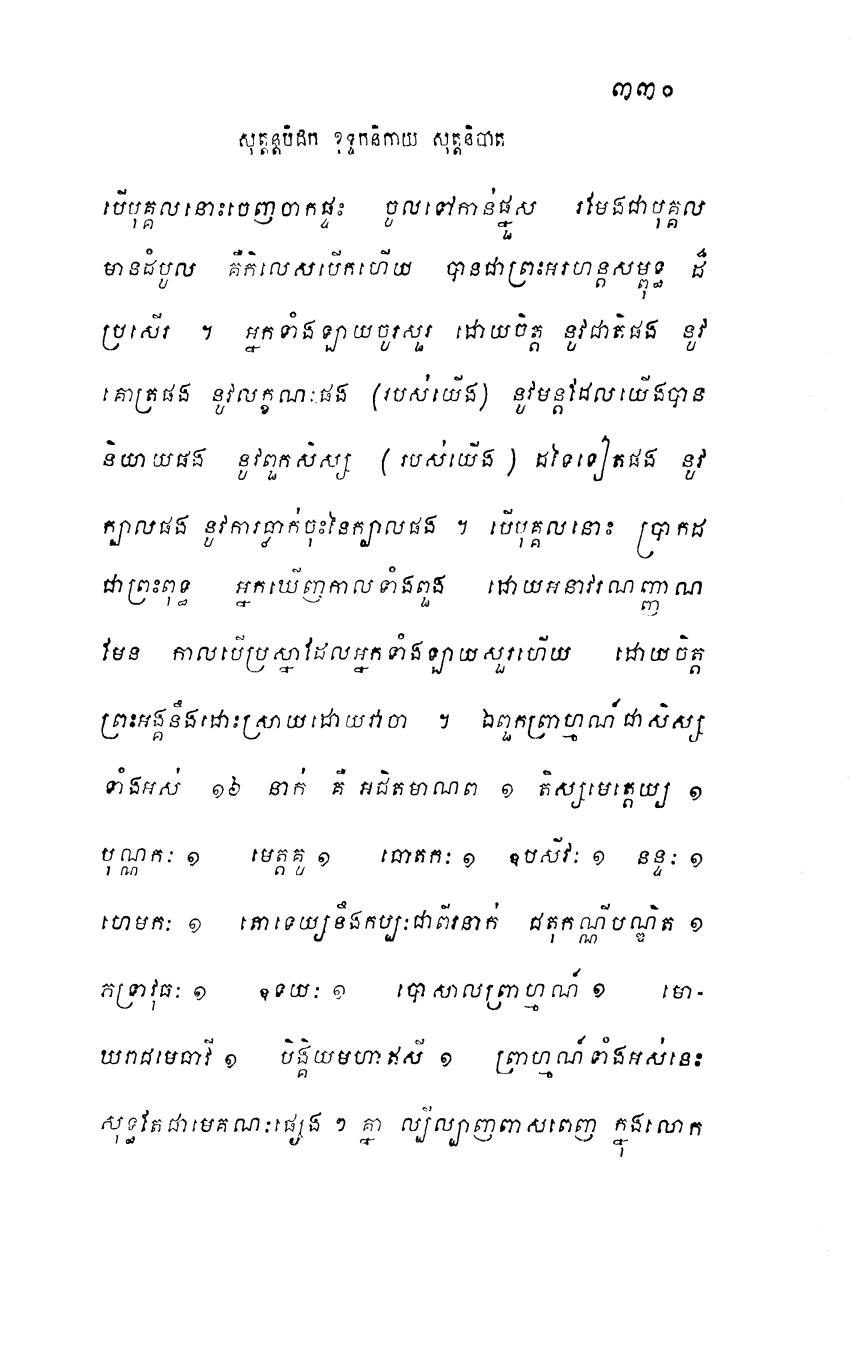 ៣៣០
សុត្តន្តបិដក ខុទ្ទកនិកាយ សុត្តនិបាត
បើបុគ្គលនោះចេញចាកផ្ទះ ចូលទៅកាន់ផ្នួស រមែងជាបុគ្គល
មានដំបូល គឺកិលេសបើកហើយ បានជាព្រះអរហន្តសម្ពុទ្ធ ដ៏
ប្រសើរ ។ អ្នកទាំងឡាយចូរសួរ ដោយចិត្ត នូវជាតិផង នូវ
គោត្រផង នូវលក្ខណៈផង (របស់យើង) នូវមន្តដែលយើងបាន
និយាយផង នូវពួកសិស្ស (របស់យើង) ដទៃទៀតផង នូវ
ក្បាលផង នូវការធ្លាក់ចុះនៃក្បាលផង ។ បើបុគ្គលនោះ ប្រាកដ
ជាព្រះពុទ្ធ អ្នកឃើញកាលទាំងពួង ដោយអនាវរណញ្ញាណ
មែន កាលបើប្រស្នាដែលអ្នកទាំងឡាយសួរហើយ ដោយចិត្ត
ព្រះអង្គនឹងដោះស្រាយដោយវាចា ។ ឯពួកព្រាហ្មណ៍ជាសិស្ស
ទាំងអស់ ១៦ នាក់ គឺ អជិតមាណព ១ តិស្សមេត្តេយ្យ ១
បុណ្ណកៈ ១ មេត្តគូ ១ ធោតកៈ ១ ឧបសីវៈ ១ នន្ទៈ ១
ហេមកៈ ១ តោទេយ្យនឹងកប្បៈជាពីរនាក់ ជតុកណ្ណីបណ្ឌិត ១
ភទ្រាវុធៈ ១ ឧទយៈ ១ បោសាលព្រាហ្មណ៍ ១ មោ-
ឃរាជមេធាវី ១ បិង្គិយមហាឥសី ១ ព្រាហ្មណ៍ទាំងអស់នេះ
សុទ្ធតែជាមេគណៈផ្សេង ៗ គ្នា ល្បីល្បាញពាសពេញ ក្នុងលោក